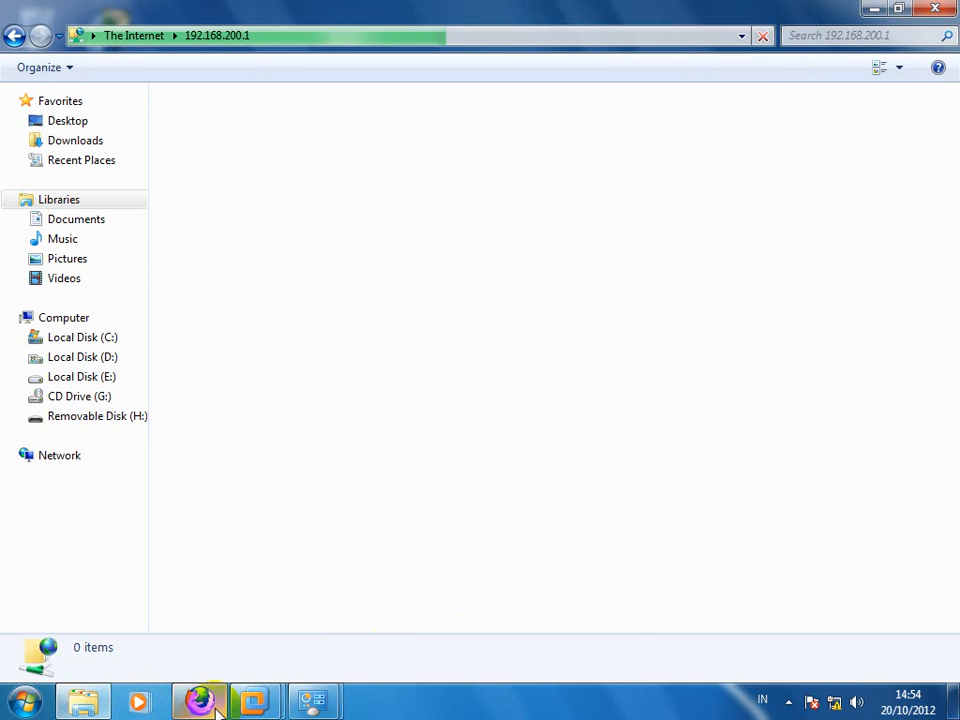 The Internet 192.168.200.1
Search 192.168.200.1
Organize
Favorites
Desktop
Downloads
Recent Places
Libraries
Documents
Music
Pictures
Videos
Computer
Local Disk (C:)
Local Disk (D:)
Local Disk (E:)
CD Drive (G:)
Removable Disk (H:)
Network
0 items
IN
14:54
20/10/2012